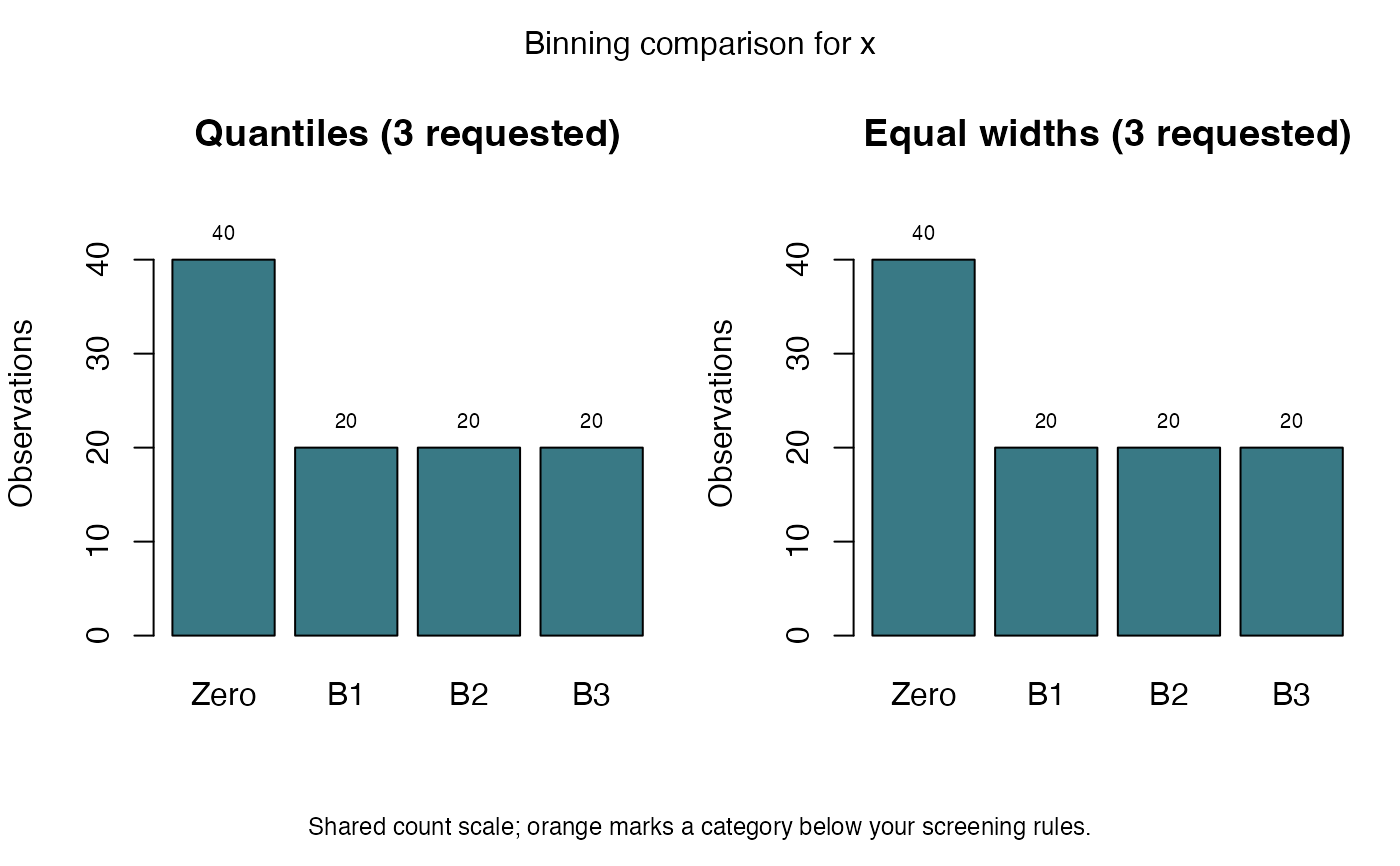 Binning comparison for x
Quantiles (3 requested)
Observations
40
30
20
10
0
40
20
20
20
Zero B1 B2 B3
Equal widths (3 requested)
Observations
40
30
20
10
0
40
20
20
20
Zero B1 B2 B3
Shared count scale; orange marks a category below your screening rules.